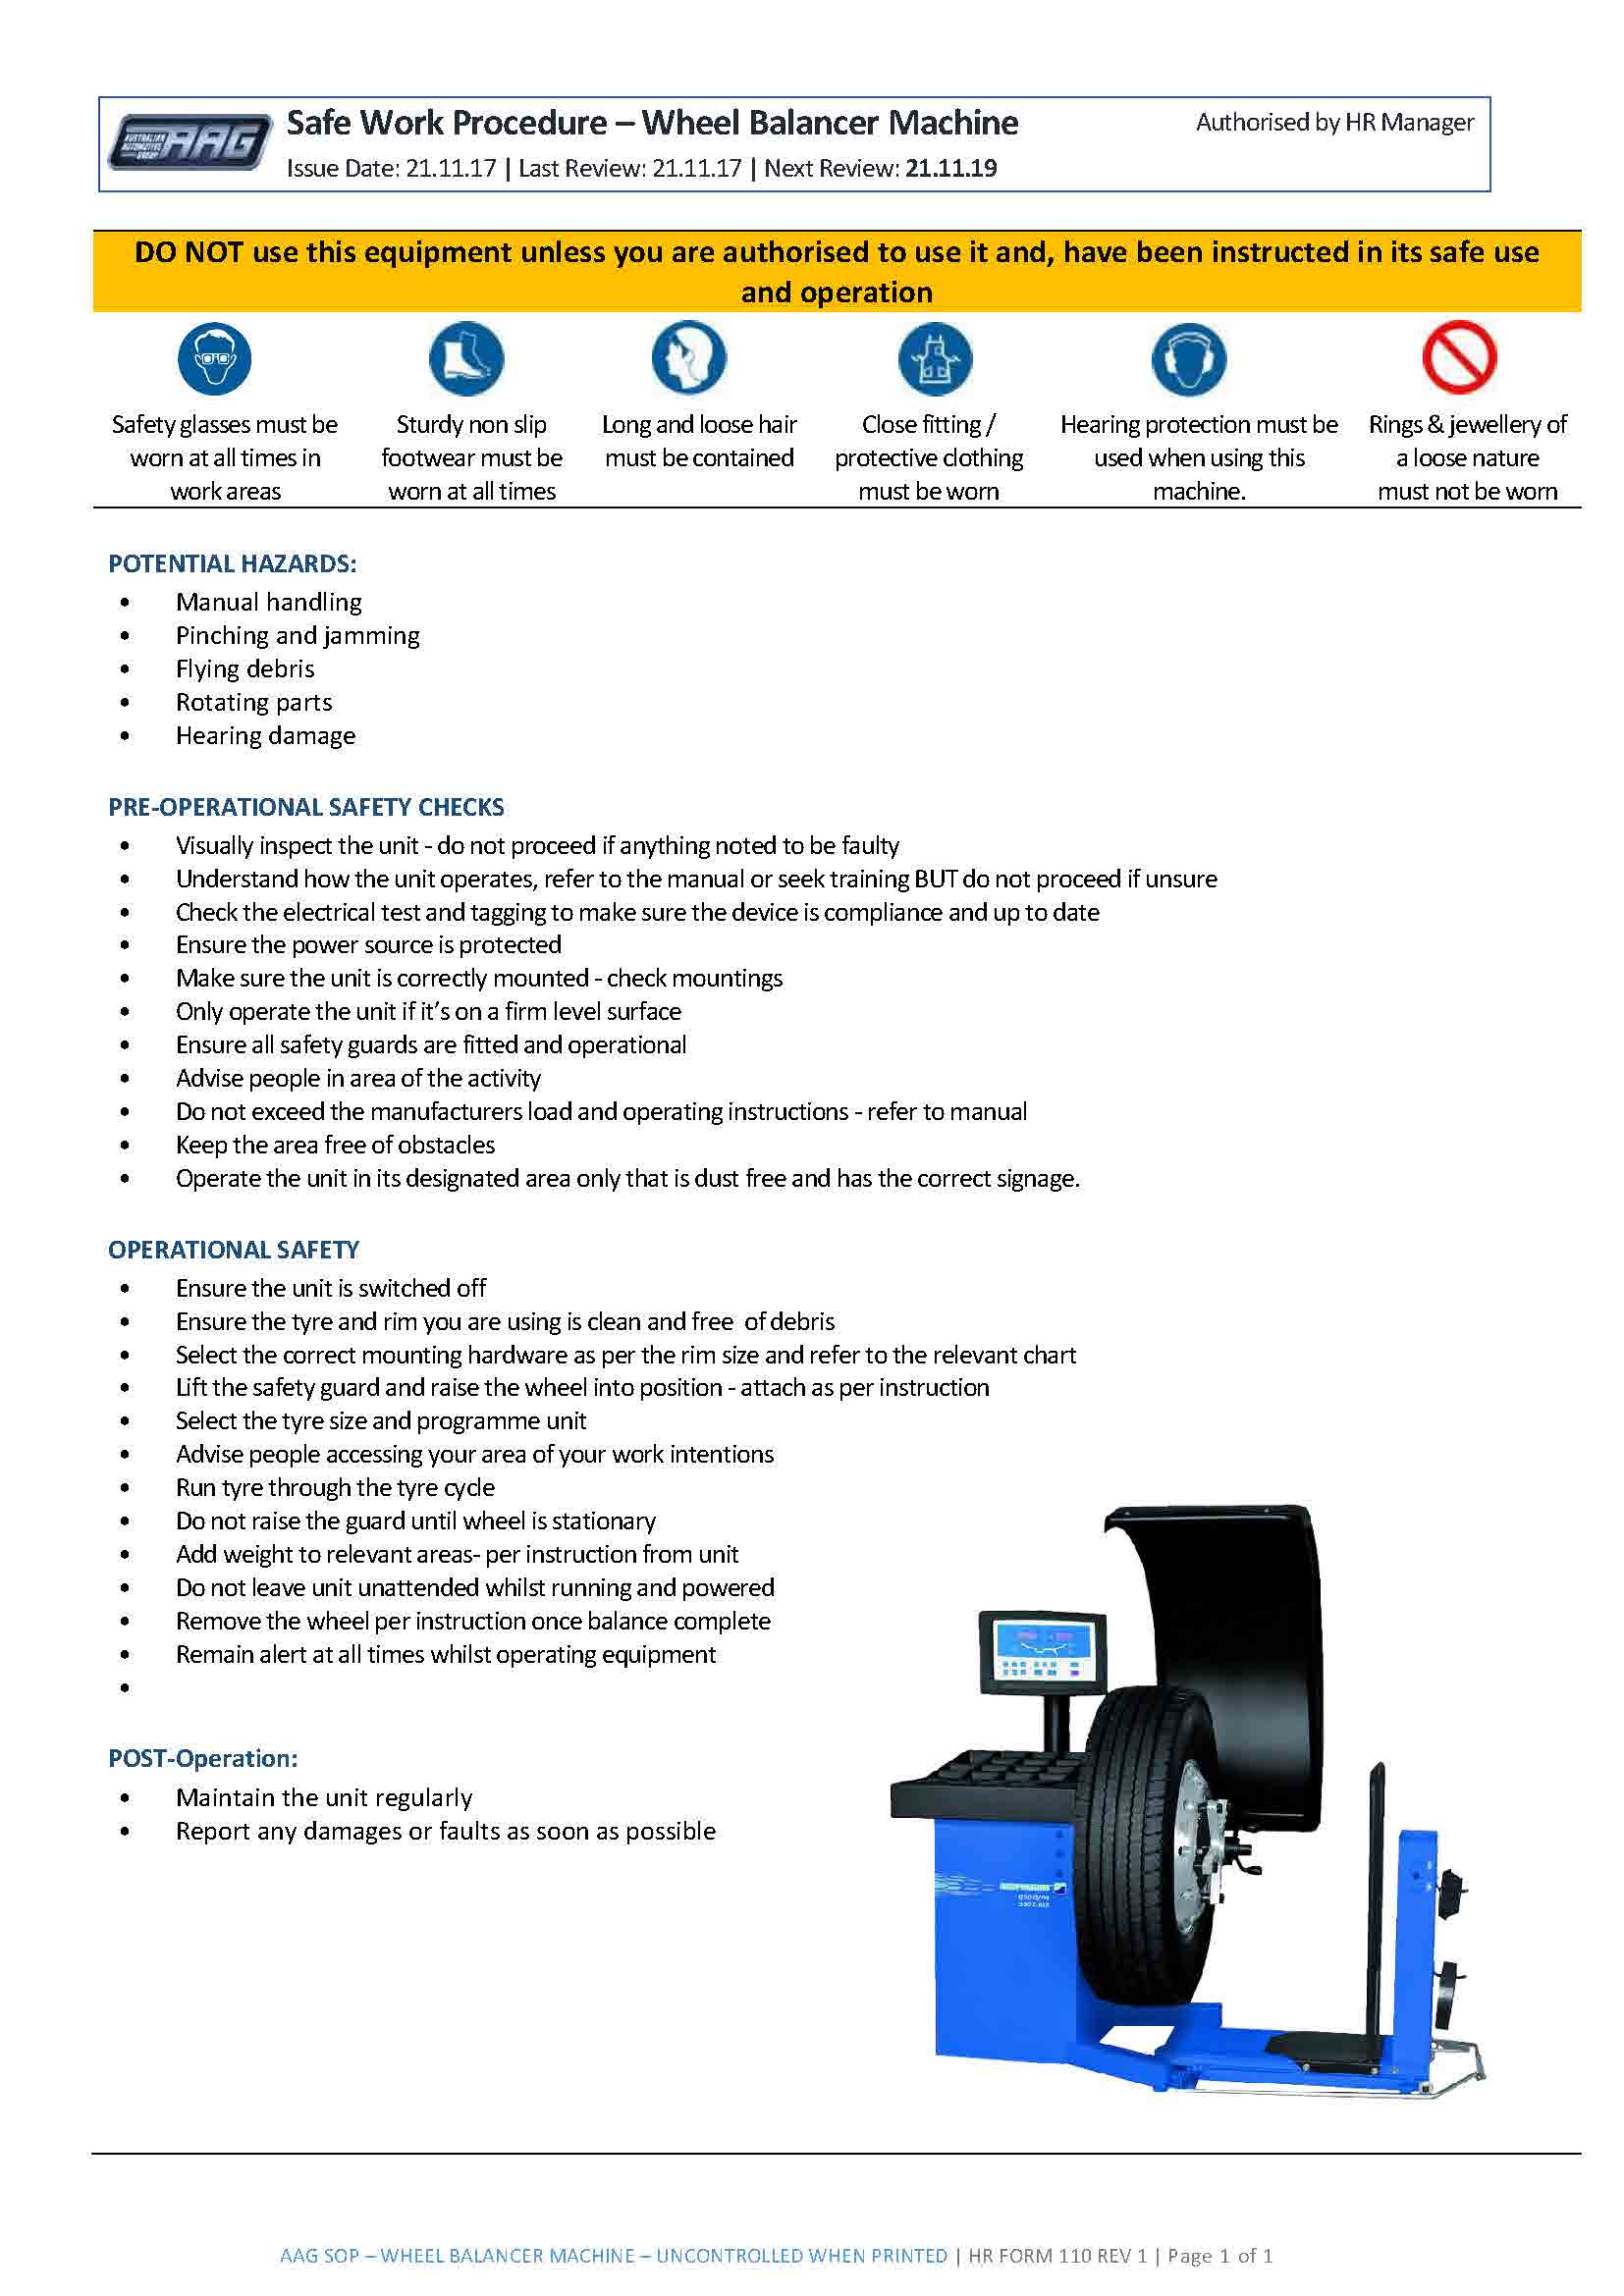 AUSTRALIAN
AUTOMOTIVE
GROUP
AAG
Safe Work Procedure – Wheel Balancer Machine
Authorised by HR Manager
Issue Date: 21.11.17 | Last Review: 21.11.17 | Next Review: 21.11.19
DO NOT use this equipment unless you are authorised to use it and, have been instructed in its safe use
and operation
Safety glasses must be
worn at all times in
work areas
Sturdy non slip
footwear must be
worn at all times
Long and loose hair
must be contained
Close fitting /
protective clothing
must be worn
Hearing protection must be
used when using this
machine.
Rings & jewellery of
a loose nature
must not be worn
POTENTIAL HAZARDS:
• Manual handling
• Pinching and jamming
• Flying debris
• Rotating parts
• Hearing damage
PRE-OPERATIONAL SAFETY CHECKS
• Visually inspect the unit - do not proceed if anything noted to be faulty
• Understand how the unit operates, refer to the manual or seek training BUT do not proceed if unsure
• Check the electrical test and tagging to make sure the device is compliance and up to date
• Ensure the power source is protected
• Make sure the unit is correctly mounted - check mountings
• Only operate the unit if it’s on a firm level surface
• Ensure all safety guards are fitted and operational
• Advise people in area of the activity
• Do not exceed the manufacturers load and operating instructions - refer to manual
• Keep the area free of obstacles
• Operate the unit in its designated area only that is dust free and has the correct signage.
OPERATIONAL SAFETY
• Ensure the unit is switched off
• Ensure the tyre and rim you are using is clean and free of debris
• Select the correct mounting hardware as per the rim size and refer to the relevant chart
• Lift the safety guard and raise the wheel into position - attach as per instruction
• Select the tyre size and programme unit
• Advise people accessing your area of your work intentions
• Run tyre through the tyre cycle
• Do not raise the guard until wheel is stationary
• Add weight to relevant areas- per instruction from unit
• Do not leave unit unattended whilst running and powered
• Remove the wheel per instruction once balance complete
• Remain alert at all times whilst operating equipment
•
POST-Operation:
• Maintain the unit regularly
• Report any damages or faults as soon as possible
AAG SOP – WHEEL BALANCER MACHINE – UNCONTROLLED WHEN PRINTED | HR FORM 110 REV 1 | Page 1 of 1